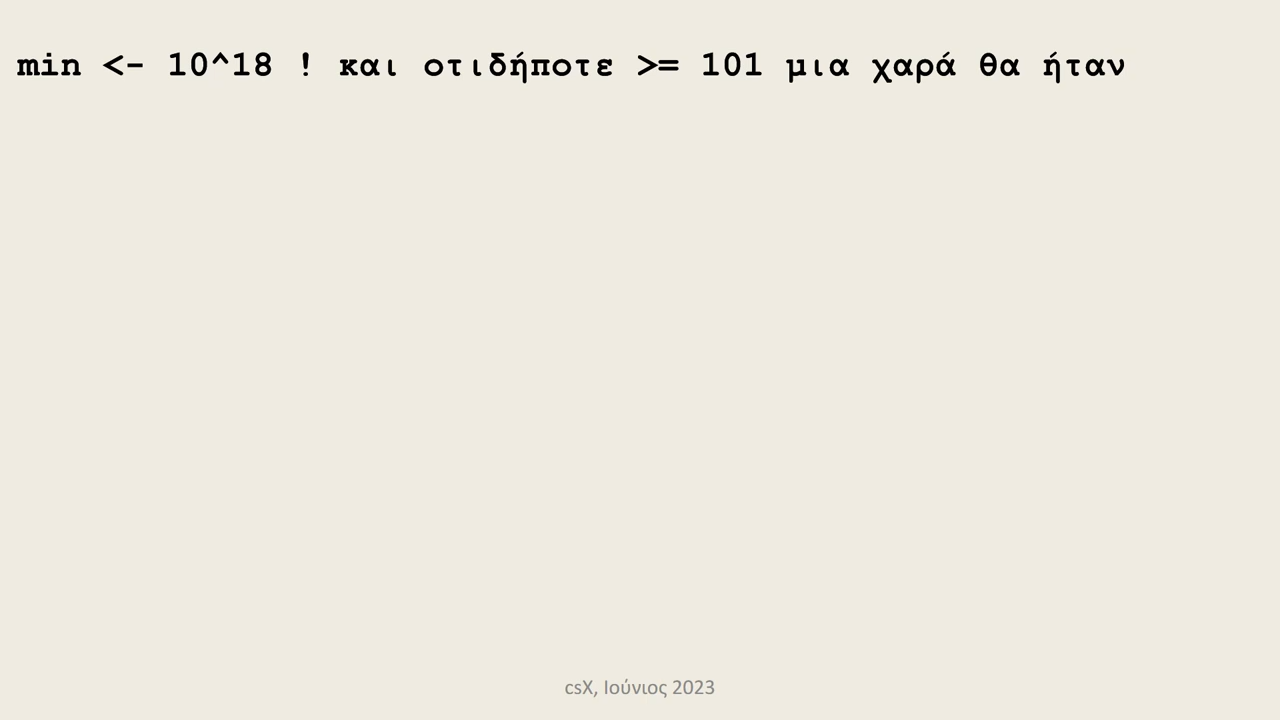 min <- 10^18 ! και οτιδήποτε >= 101 μια χαρά θα ήταν
csX, Ιούνιος 2023